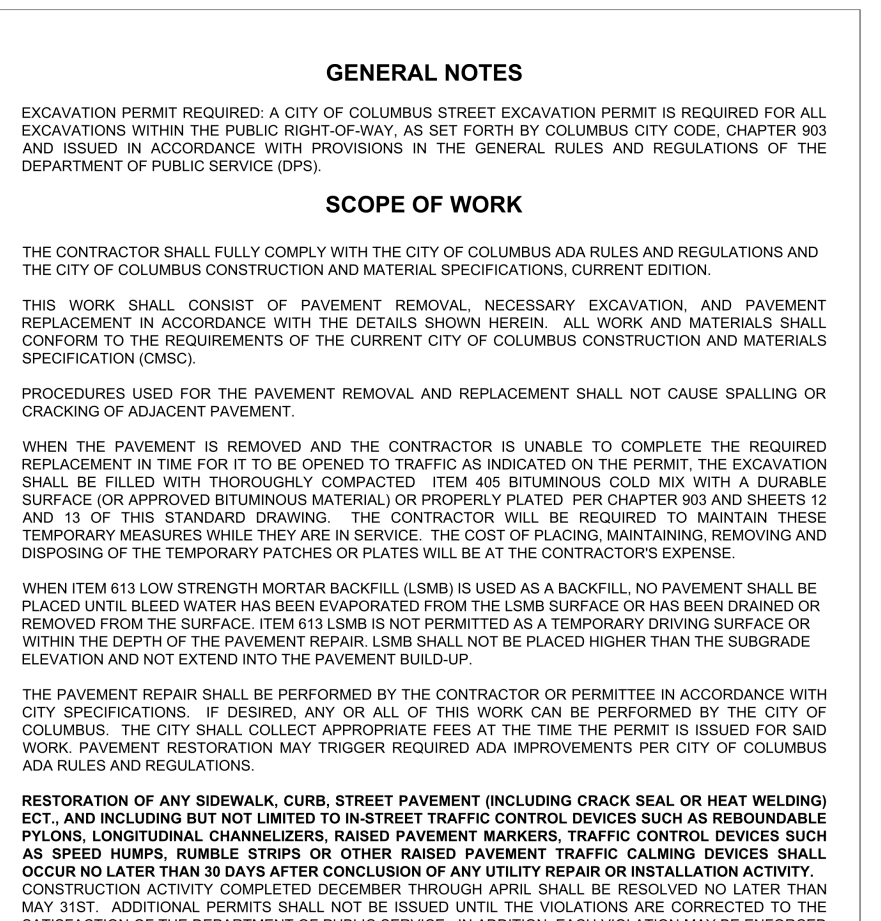 GENERAL NOTES
EXCAVATION PERMIT REQUIRED: A CITY OF COLUMBUS STREET EXCAVATION PERMIT IS REQUIRED FOR ALL
EXCAVATIONS WITHIN THE PUBLIC RIGHT-OF-WAY, AS SET FORTH BY COLUMBUS CITY CODE, CHAPTER 903
AND ISSUED IN ACCORDANCE WITH PROVISIONS IN THE GENERAL RULES AND REGULATIONS OF THE
DEPARTMENT OF PUBLIC SERVICE (DPS).
SCOPE OF WORK
THE CONTRACTOR SHALL FULLY COMPLY WITH THE CITY OF COLUMBUS ADA RULES AND REGULATIONS AND
THE CITY OF COLUMBUS CONSTRUCTION AND MATERIAL SPECIFICATIONS, CURRENT EDITION.
THIS WORK SHALL CONSIST OF PAVEMENT REMOVAL, NECESSARY EXCAVATION, AND PAVEMENT
REPLACEMENT IN ACCORDANCE WITH THE DETAILS SHOWN HEREIN. ALL WORK AND MATERIALS SHALL
CONFORM TO THE REQUIREMENTS OF THE CURRENT CITY OF COLUMBUS CONSTRUCTION AND MATERIALS
SPECIFICATION (CMSC).
PROCEDURES USED FOR THE PAVEMENT REMOVAL AND REPLACEMENT SHALL NOT CAUSE SPALLING OR
CRACKING OF ADJACENT PAVEMENT.
WHEN THE PAVEMENT IS REMOVED AND THE CONTRACTOR IS UNABLE TO COMPLETE THE REQUIRED
REPLACEMENT IN TIME FOR IT TO BE OPENED TO TRAFFIC AS INDICATED ON THE PERMIT, THE EXCAVATION
SHALL BE FILLED WITH THOROUGHLY COMPACTED ITEM 405 BITUMINOUS COLD MIX WITH A DURABLE
SURFACE (OR APPROVED BITUMINOUS MATERIAL) OR PROPERLY PLATED PER CHAPTER 903 AND SHEETS 12
AND 13 OF THIS STANDARD DRAWING. THE CONTRACTOR WILL BE REQUIRED TO MAINTAIN THESE
TEMPORARY MEASURES WHILE THEY ARE IN SERVICE. THE COST OF PLACING, MAINTAINING, REMOVING AND
DISPOSING OF THE TEMPORARY PATCHES OR PLATES WILL BE AT THE CONTRACTOR'S EXPENSE.
WHEN ITEM 613 LOW STRENGTH MORTAR BACKFILL (LSMB) IS USED AS A BACKFILL, NO PAVEMENT SHALL BE
PLACED UNTIL BLEED WATER HAS BEEN EVAPORATED FROM THE LSMB SURFACE OR HAS BEEN DRAINED OR
REMOVED FROM THE SURFACE. ITEM 613 LSMB IS NOT PERMITTED AS A TEMPORARY DRIVING SURFACE OR
WITHIN THE DEPTH OF THE PAVEMENT REPAIR. LSMB SHALL NOT BE PLACED HIGHER THAN THE SUBGRADE
ELEVATION AND NOT EXTEND INTO THE PAVEMENT BUILD-UP.
THE PAVEMENT REPAIR SHALL BE PERFORMED BY THE CONTRACTOR OR PERMITTEE IN ACCORDANCE WITH
CITY SPECIFICATIONS. IF DESIRED, ANY OR ALL OF THIS WORK CAN BE PERFORMED BY THE CITY OF
COLUMBUS. THE CITY SHALL COLLECT APPROPRIATE FEES AT THE TIME THE PERMIT IS ISSUED FOR SAID
WORK. PAVEMENT RESTORATION MAY TRIGGER REQUIRED ADA IMPROVEMENTS PER CITY OF COLUMBUS
ADA RULES AND REGULATIONS.
RESTORATION OF ANY SIDEWALK, CURB, STREET PAVEMENT (INCLUDING CRACK SEAL OR HEAT WELDING)
ECT., AND INCLUDING BUT NOT LIMITED TO IN-STREET TRAFFIC CONTROL DEVICES SUCH AS REBOUNDABLE
PYLONS, LONGITUDINAL CHANNELIZERS, RAISED PAVEMENT MARKERS, TRAFFIC CONTROL DEVICES SUCH
AS SPEED HUMPS, RUMBLE STRIPS OR OTHER RAISED PAVEMENT TRAFFIC CALMING DEVICES SHALL
OCCUR NO LATER THAN 30 DAYS AFTER CONCLUSION OF ANY UTILITY REPAIR OR INSTALLATION ACTIVITY.
CONSTRUCTION ACTIVITY COMPLETED DECEMBER THROUGH APRIL SHALL BE RESOLVED NO LATER THAN
MAY 31ST. ADDITIONAL PERMITS SHALL NOT BE ISSUED UNTIL THE VIOLATIONS ARE CORRECTED TO THE